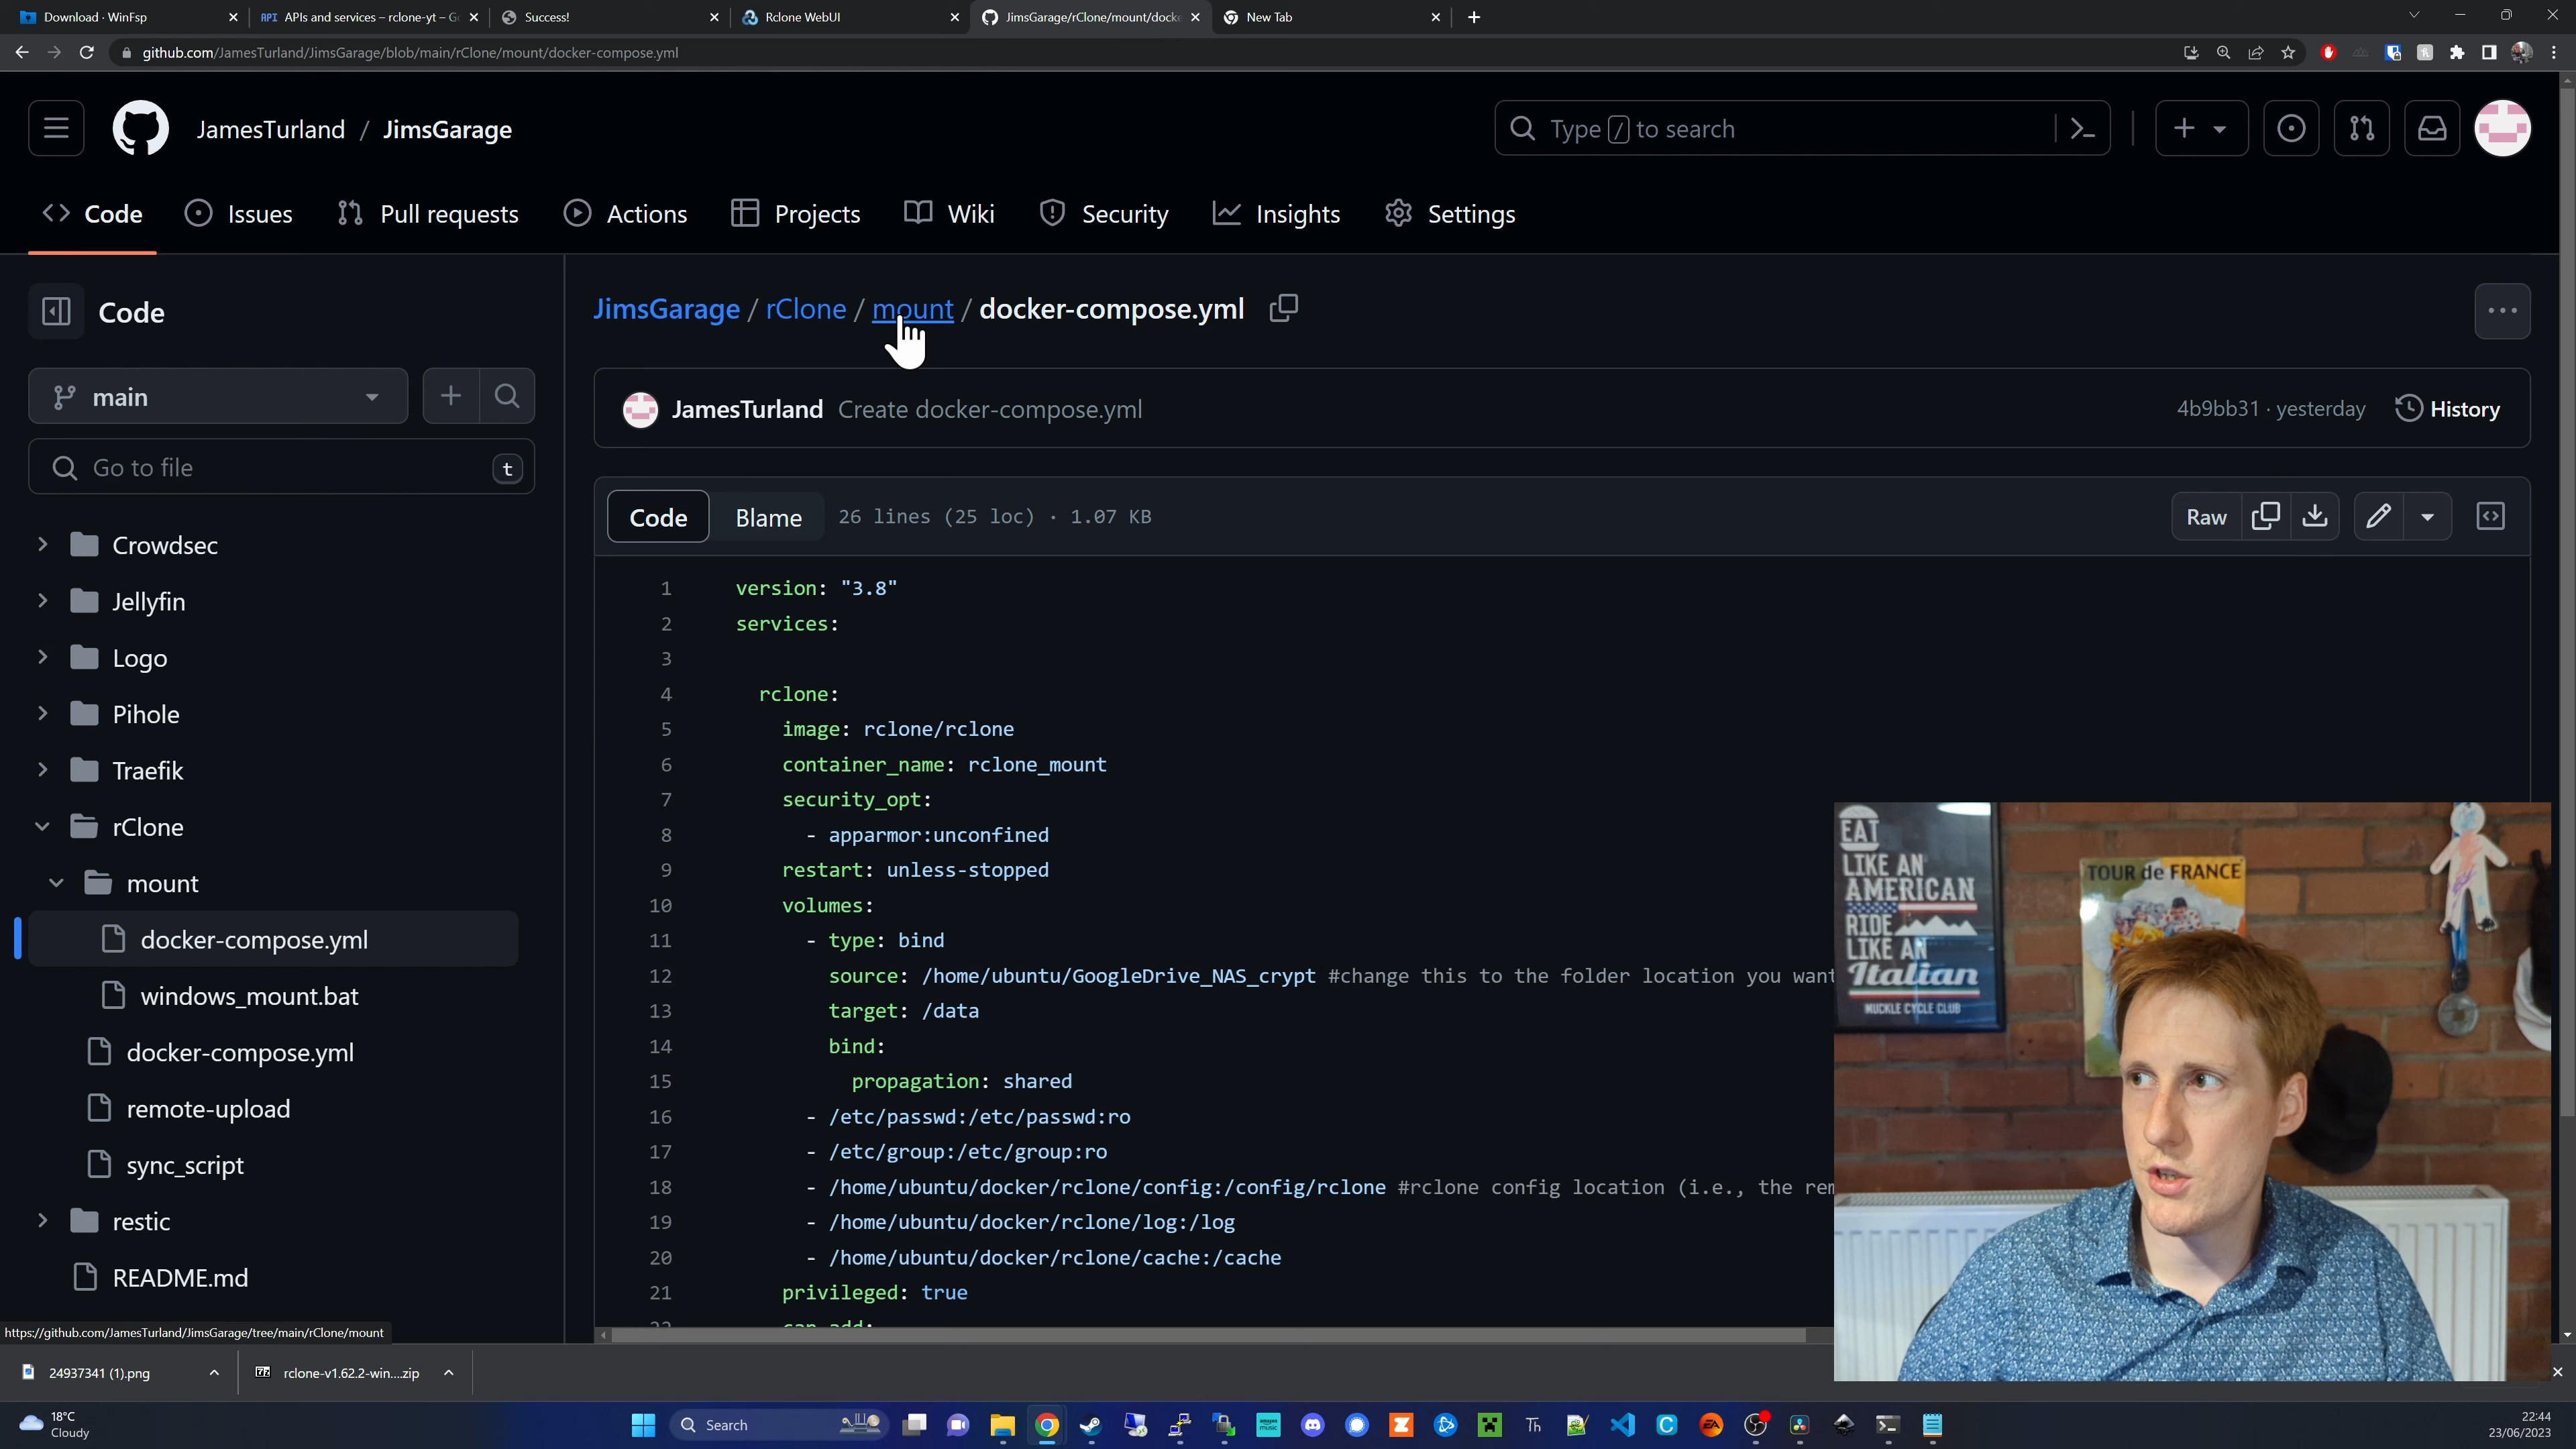 Download · WinFsp
API APIs and services – rclone-yt – G
Success!
Rclone WebUI
JimsGarage/rClone/mount/docke
New Tab
github.com/JamesTurland/JimsGarage/blob/main/rClone/mount/docker-compose.yml
JamesTurland / JimsGarage
Type / to search
Code
Issues
Pull requests
Actions
Projects
Wiki
Security
Insights
Settings
Code
main
Go to file
t
Crowdsec
Jellyfin
Logo
Pihole
Traefik
rClone
mount
docker-compose.yml
windows_mount.bat
docker-compose.yml
remote-upload
sync_script
restic
README.md
JimsGarage / rClone / mount / docker-compose.yml
JamesTurland Create docker-compose.yml
4b9bb31 · yesterday
History
Code
Blame
26 lines (25 loc) · 1.07 KB
Raw
1 version: "3.8"
2 services:
3
4 rclone:
5 image: rclone/rclone
6 container_name: rclone_mount
7 security_opt:
8 - apparmor:unconfined
9 restart: unless-stopped
10 volumes:
11 - type: bind
12 source: /home/ubuntu/GoogleDrive_NAS_crypt #change this to the folder location you want
13 target: /data
14 bind:
15 propagation: shared
16 - /etc/passwd:/etc/passwd:ro
17 - /etc/group:/etc/group:ro
18 - /home/ubuntu/docker/rclone/config:/config/rclone #rclone config location (i.e., the rem
19 - /home/ubuntu/docker/rclone/log:/log
20 - /home/ubuntu/docker/rclone/cache:/cache
21 privileged: true
22 cap_add:
EAT
LIKE AN
AMERICAN
RIDE
LIKE AN
Italian
MUCKLE CYCLE CLUB
TOUR de FRANCE
https://github.com/JamesTurland/JimsGarage/tree/main/rClone/mount
24937341 (1).png
rclone-v1.62.2-win....zip
18°C
Cloudy
Search
22:44
23/06/2023